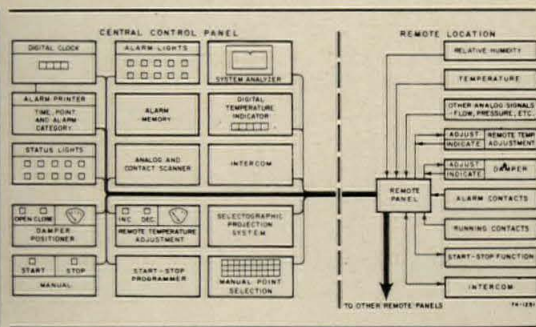 CENTRAL CONTROL PANEL
REMOTE LOCATION
DIGITAL CLOCK
ALARM LIGHTS
SYSTEM ANALYZER
ALARM PRINTER
TIME, POINT
AND ALARM
CATEGORY
ALARM
MEMORY
DIGITAL
TEMPERATURE
INDICATOR
STATUS LIGHTS
ANALOG AND
CONTACT SCANNER
INTERCOM
OPEN CLOSE
DAMPER
POSITIONER
INC. DEC.
REMOTE TEMPERATURE
ADJUSTMENT
SELECTOGRAPHIC
PROJECTION
SYSTEM
START STOP
MANUAL
START-STOP
PROGRAMMER
MANUAL POINT
SELECTION
RELATIVE HUMIDITY
TEMPERATURE
OTHER ANALOG SIGNALS
-FLOW, PRESSURE, ETC.
ADJUST REMOTE TEMP
INDICATE ADJUSTMENT
ADJUST DAMPER
INDICATE
REMOTE
PANEL
ALARM CONTACTS
RUNNING CONTACTS
START-STOP FUNCTION
INTERCOM
TO OTHER REMOTE PANELS